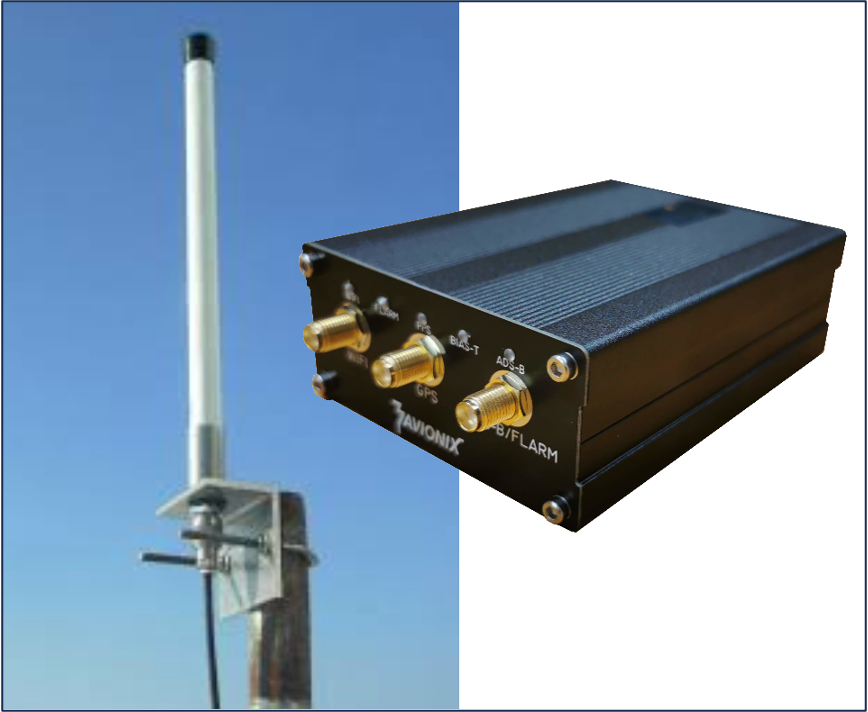 FLARM
PPS
BIAS-T
ADS-B
GPS
-B/FLARM
AVIONIX